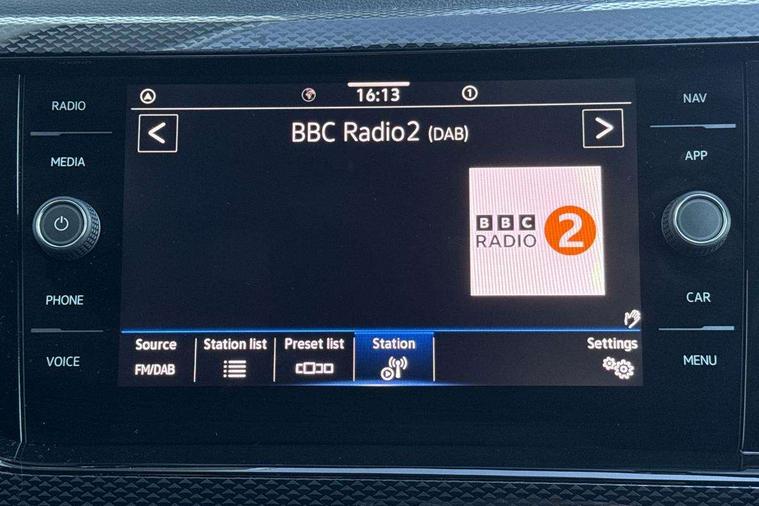 RADIO
MEDIA
PHONE
VOICE
16:13
1
BBC Radio2 (DAB)
BBC
RADIO
2
Source
FM/DAB
Station list
Preset list
Station
Settings
NAV
APP
CAR
MENU